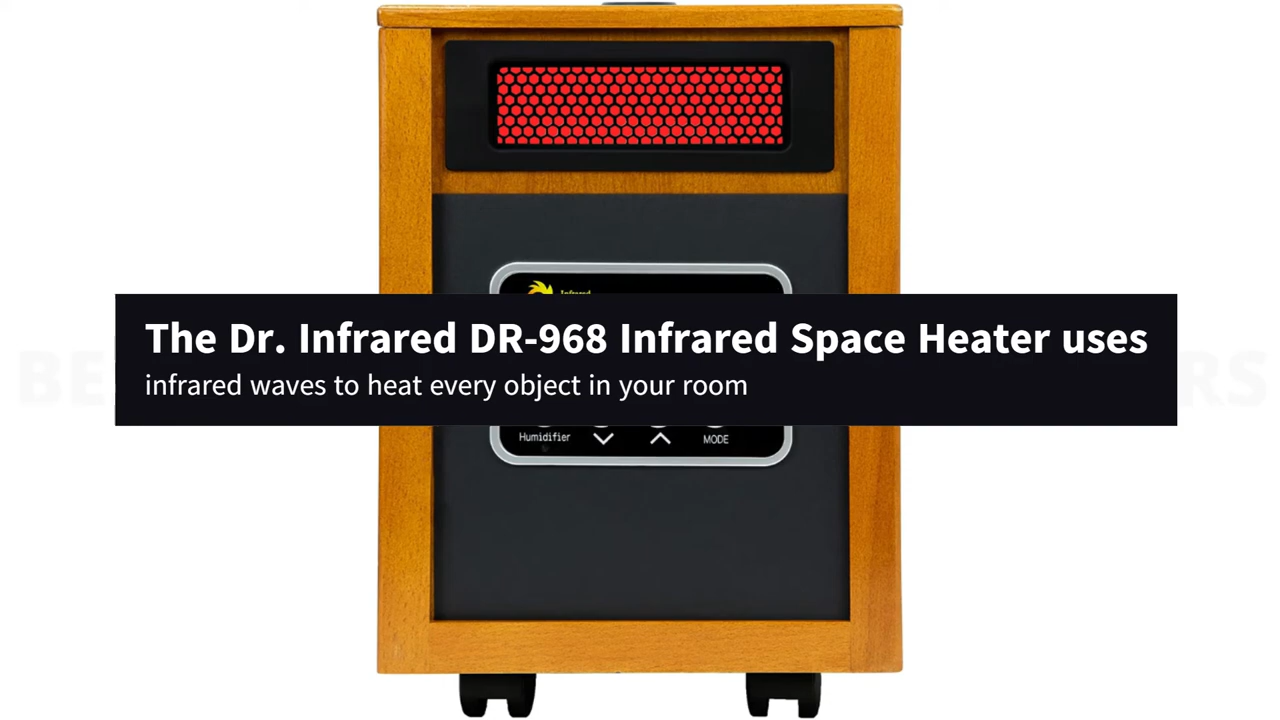 Infrared
The Dr. Infrared DR-968 Infrared Space Heater uses
infrared waves to heat every object in your room
Humidifier
MODE